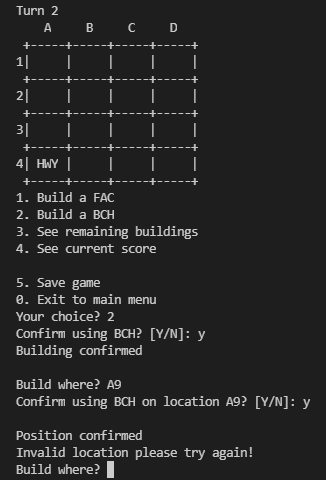 Turn 2
    A     B     C     D
 +-----+-----+-----+-----+
1|     |     |     |     |
 +-----+-----+-----+-----+
2|     |     |     |     |
 +-----+-----+-----+-----+
3|     |     |     |     |
 +-----+-----+-----+-----+
4| HWY |     |     |     |
 +-----+-----+-----+-----+
1. Build a FAC
2. Build a BCH
3. See remaining buildings
4. See current score

5. Save game
0. Exit to main menu
Your choice? 2
Confirm using BCH? [Y/N]: y
Building confirmed

Build where? A9
Confirm using BCH on location A9? [Y/N]: y

Position confirmed
Invalid location please try again!
Build where?